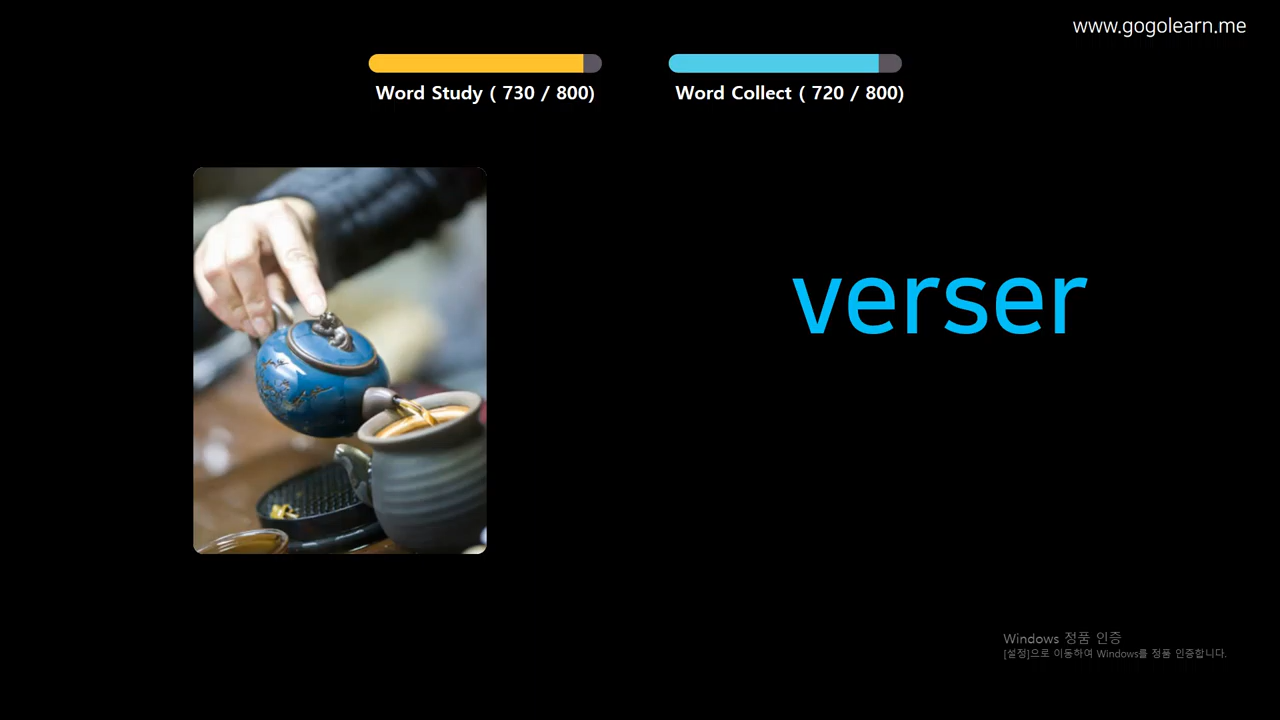 www.gogolearn.me
Word Study ( 730 / 800)
Word Collect ( 720 / 800)
verser
Windows 정품 인증
[설정]으로 이동하여 Windows를 정품 인증합니다.